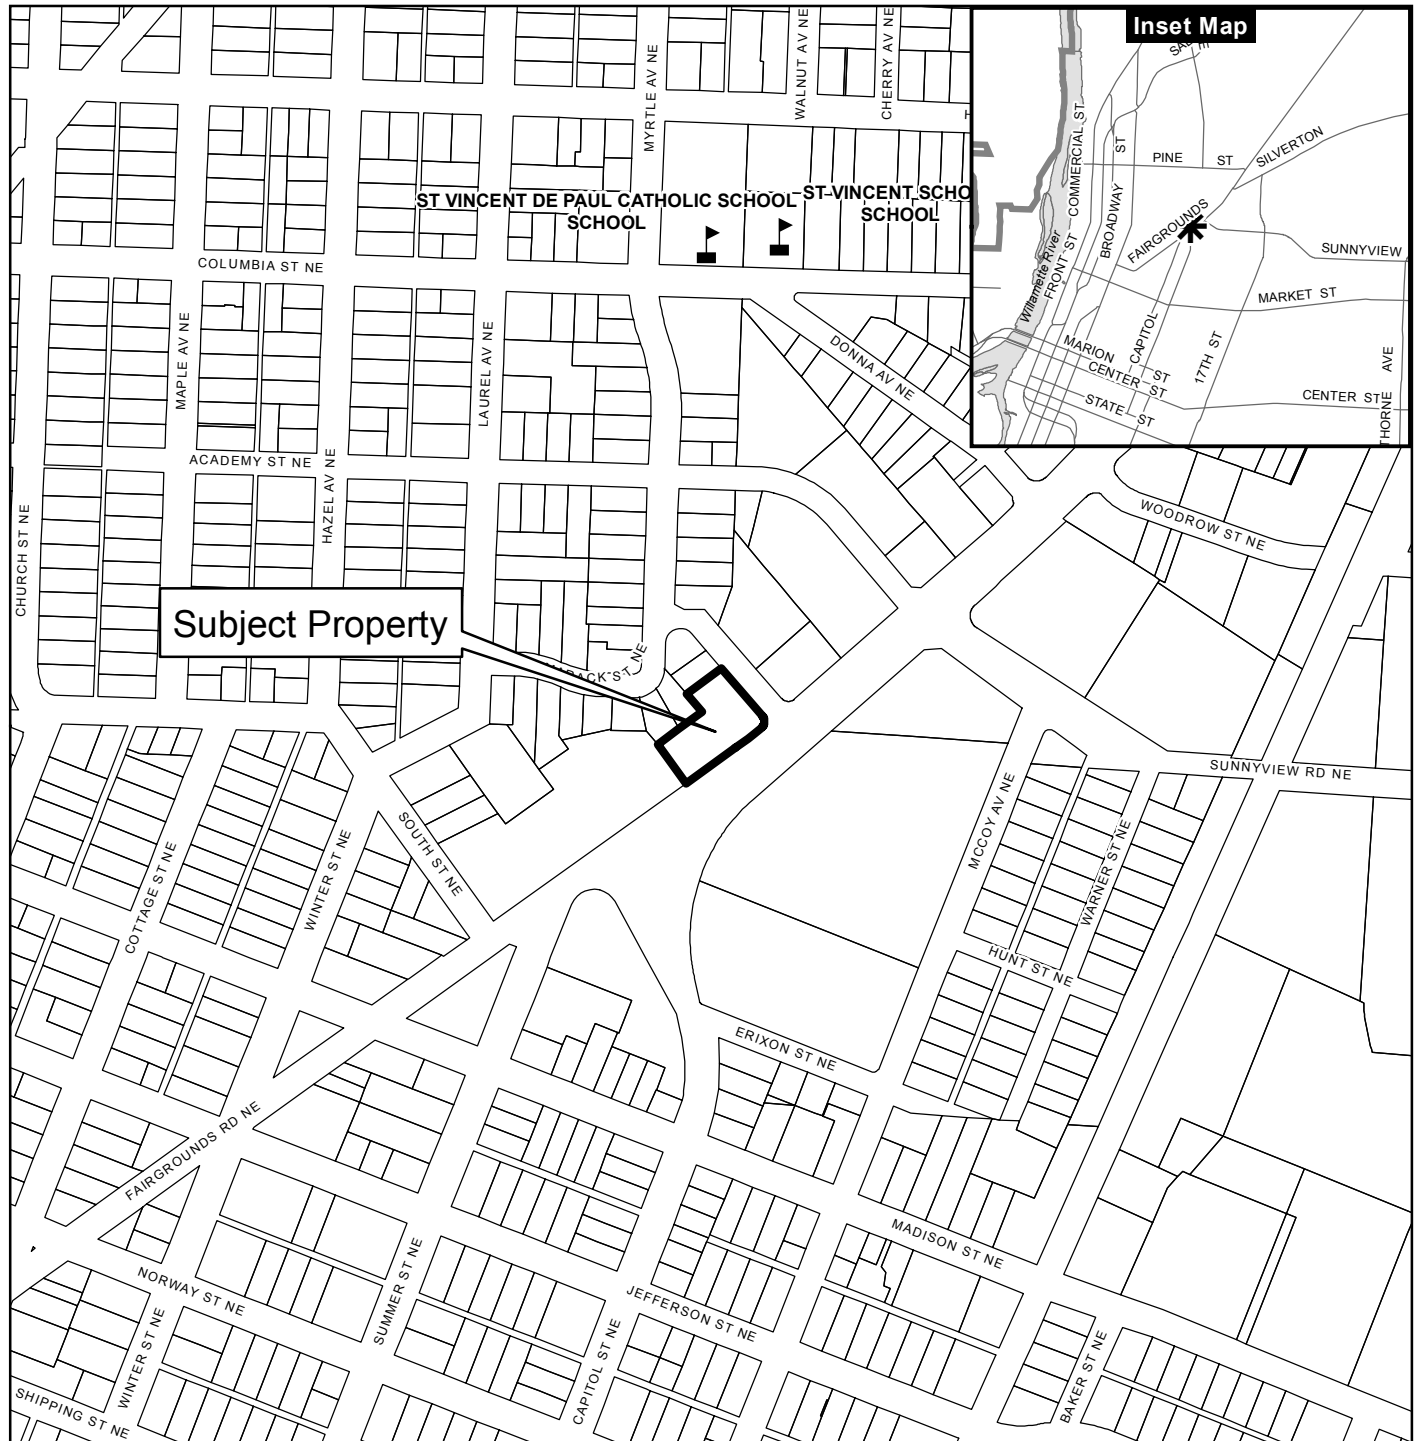 Inset Map
MYRTLE AV NE
WALNUT AV NE
CHERRY AV NE
ST VINCENT DE PAUL CATHOLIC SCHOOL
SCHOOL
ST VINCENT SCHO
SCHOOL
COLUMBIA ST NE
MAPLE AV NE
LAUREL AV NE
DONNA AV NE
ACADEMY ST NE
HAZEL AV NE
CHURCH ST NE
WOODROW ST NE
Subject Property
ST NE
SUNNYVIEW RD NE
MCCOY AV NE
WARNER ST NE
SOUTH ST NE
WINTER ST NE
COTTAGE ST NE
HUNT ST NE
ERIXON ST NE
FAIRGROUNDS RD NE
MADISON ST NE
NORWAY ST NE
SUMMER ST NE
JEFFERSON ST NE
WINTER ST NE
CAPITOL ST NE
BAKER ST NE
SHIPPING ST NE
COMMERCIAL ST
ST
PINE ST
SILVERTON
BROADWAY
FAIRGROUNDS
SUNNYVIEW
Willamette River
FRONT ST
MARKET ST
CAPITOL
17TH ST
MARION ST
CENTER ST
CENTER ST
STATE ST
THORNE AVE